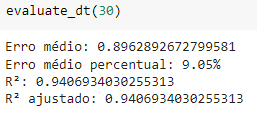 evaluate_dt(30)
Erro médio: 0.8962892672799581
Erro médio percentual: 9.05%
R²: 0.9406934030255313
R² ajustado: 0.9406934030255313